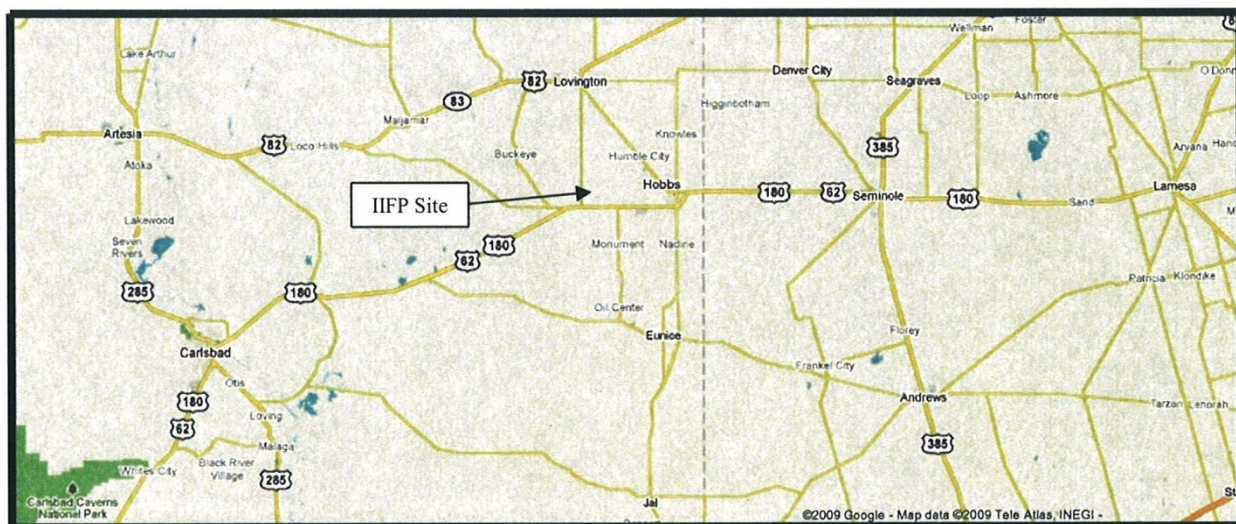 Wellman
Foster
Lake Arthur
O Donn
Denver City
82
Lovington
Seagraves
Loop
Ashmore
83
Maljamar
Higginbotham
Artesia
82
Loco Hills
Knowles
385
Arvana
Atoka
Buckeye
Humble City
IIFP Site
Hobbs
180
62
Seminole
180
Sand
Lamesa
Lakewood
Seven
Rivers
62
180
Monument
Nadine
285
180
Patricia
Klondike
Oil Center
Eunice
Florey
Carlsbad
Frankel City
Otis
180
Andrews
Loving
Tarzan
Lenorah
62
Malaga
385
Whites City
Black River
Village
285
Carlsbad Caverns
National Park
Jal
©2009 Google - Map data ©2009 Tele Atlas, INEGI -